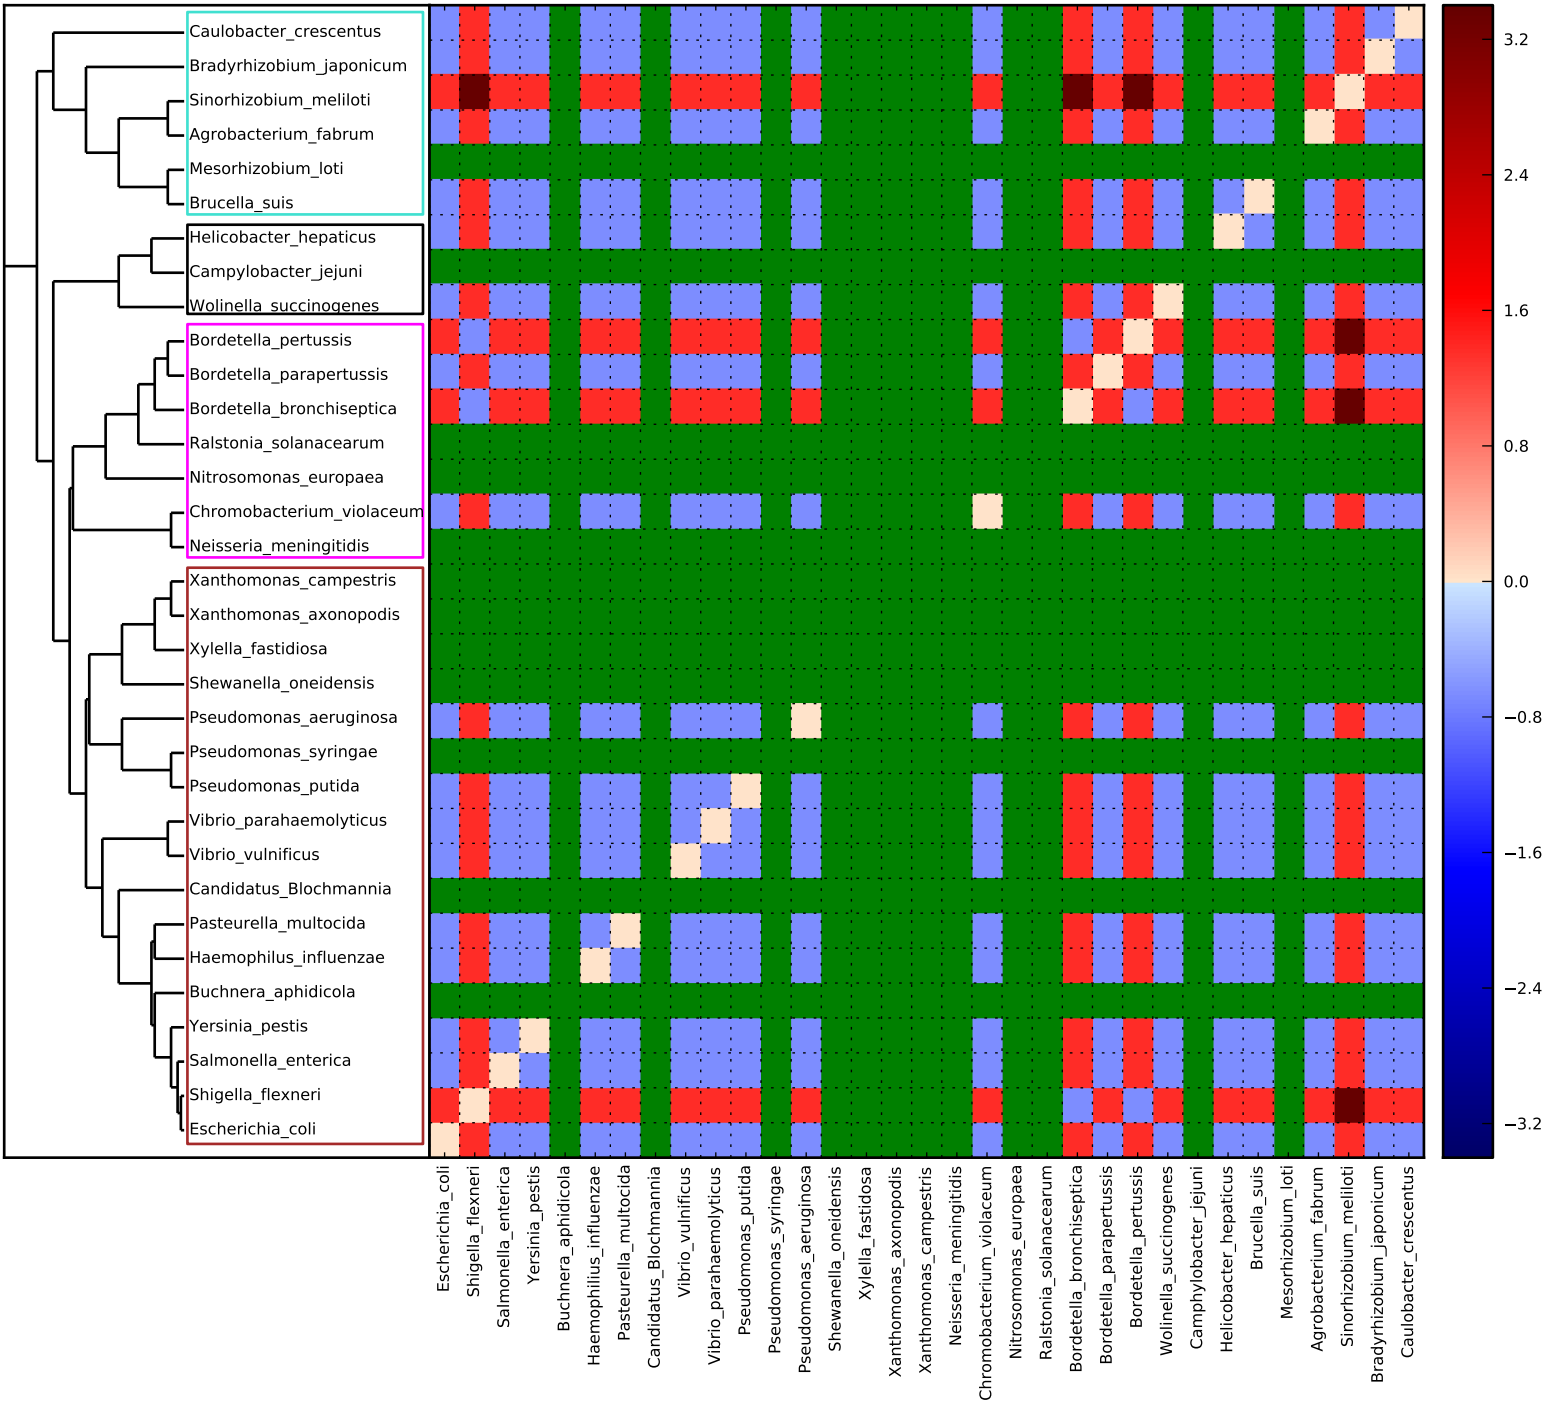 Caulobacter_crescentus
Bradyrhizobium_japonicum
Sinorhizobium_meliloti
Agrobacterium_fabrum
Mesorhizobium_loti
Brucella_suis
Helicobacter_hepaticus
Campylobacter_jejuni
Wolinella_succinogenes
Bordetella_pertussis
Bordetella_parapertussis
Bordetella_bronchiseptica
Ralstonia_solanacearum
Nitrosomonas_europaea
Chromobacterium_violaceum
Neisseria_meningitidis
Xanthomonas_campestris
Xanthomonas_axonopodis
Xylella_fastidiosa
Shewanella_oneidensis
Pseudomonas_aeruginosa
Pseudomonas_syringae
Pseudomonas_putida
Vibrio_parahaemolyticus
Vibrio_vulnificus
Candidatus_Blochmannia
Pasteurella_multocida
Haemophilus_influenzae
Buchnera_aphidicola
Yersinia_pestis
Salmonella_enterica
Shigella_flexneri
Escherichia_coli
3.2
2.4
1.6
0.8
0.0
−0.8
−1.6
−2.4
−3.2
Escherichia_coli
Shigella_flexneri
Salmonella_enterica
Yersinia_pestis
Buchnera_aphidicola
Haemophilius_influenzae
Pasteurella_multocida
Candidatus_Blochmannia
Vibrio_vulnificus
Vibrio_parahaemolyticus
Pseudomonas_putida
Pseudomonas_syringae
Pseudomonas_aeruginosa
Shewanella_oneidensis
Xylella_fastidosa
Xanthomonas_axonopodis
Xanthomonas_campestris
Neisseria_meningitidis
Chromobacterium_violaceum
Nitrosomonas_europaea
Ralstonia_solanacearum
Bordetella_bronchiseptica
Bordetella_parapertussis
Bordetella_pertussis
Wolinella_succinogenes
Camphylobacter_jejuni
Helicobacter_hepaticus
Brucella_suis
Mesorhizobium_loti
Agrobacterium_fabrum
Sinorhizobium_meliloti
Bradyrhizobium_japonicum
Caulobacter_crescentus